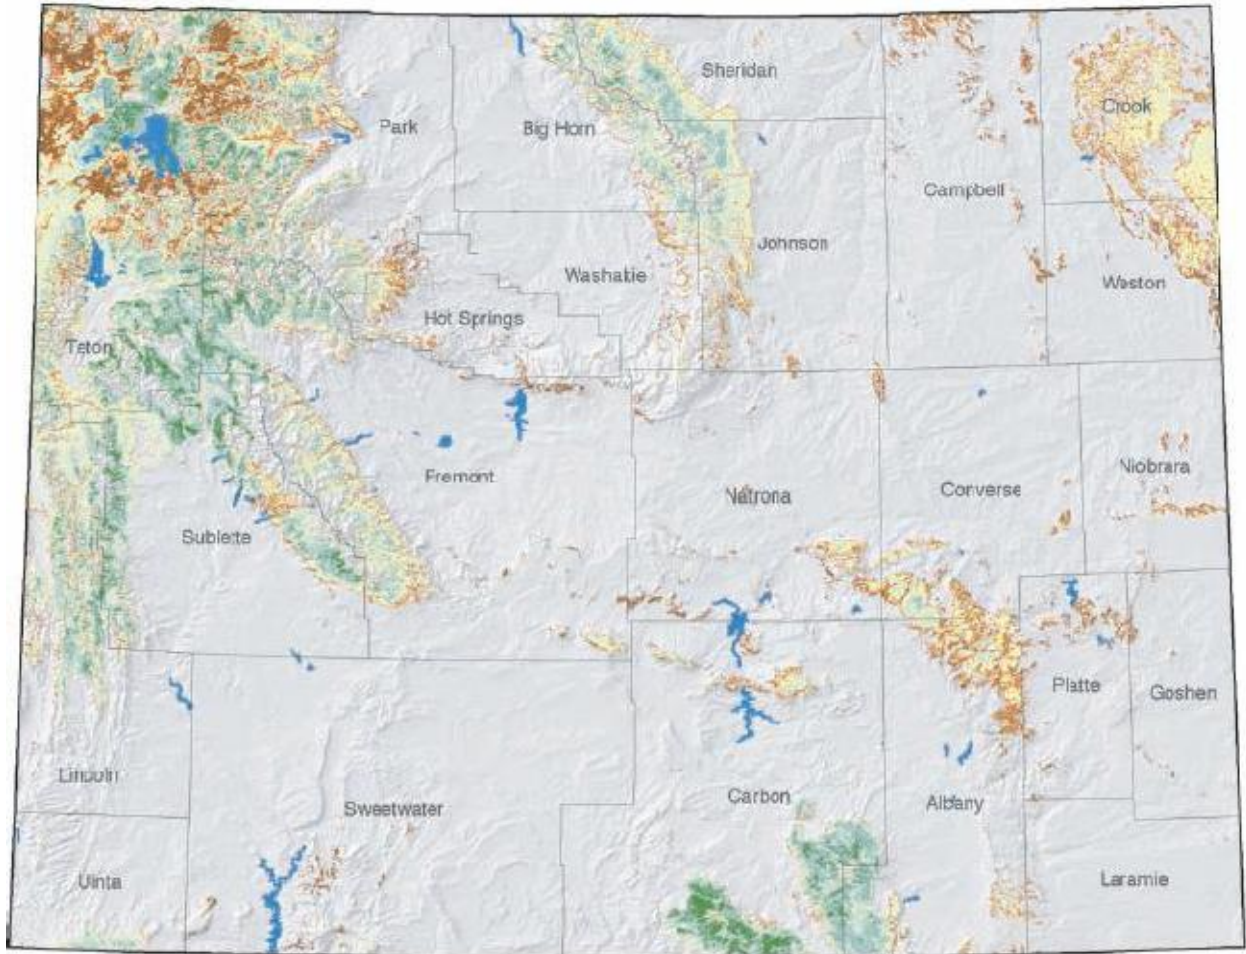 Sheridan
Crook
Park
Big Horn
Campbell
Johnson
Washakie
Weston
Hot Springs
Teton
Fremont
Niobrara
Natrona
Converse
Sublette
Platte
Goshen
Lincoln
Sweetwater
Carbon
Albany
Uinta
Laramie